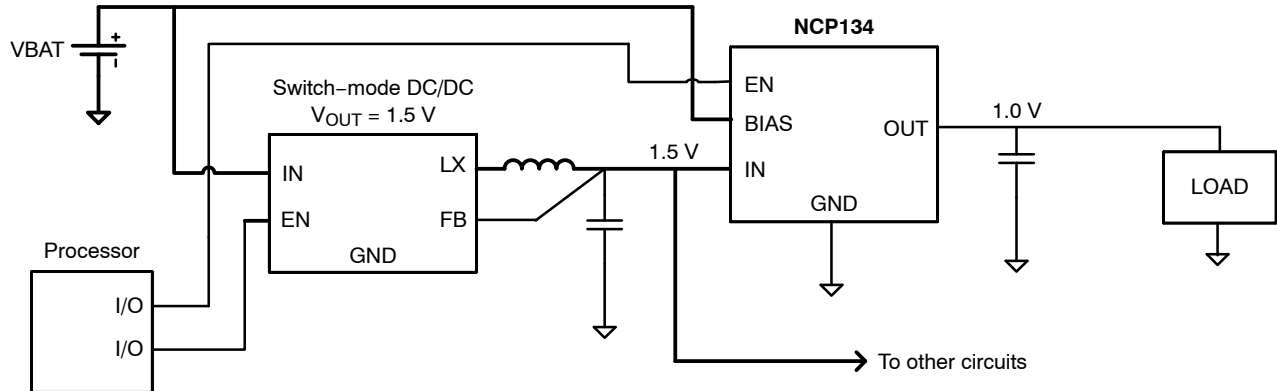 NCP134
VBAT
+
Switch−mode DC/DC
VOUT = 1.5 V
EN
BIAS
IN
GND
OUT
1.0 V
LOAD
1.5 V
IN
EN
LX
FB
GND
Processor
I/O
I/O
To other circuits